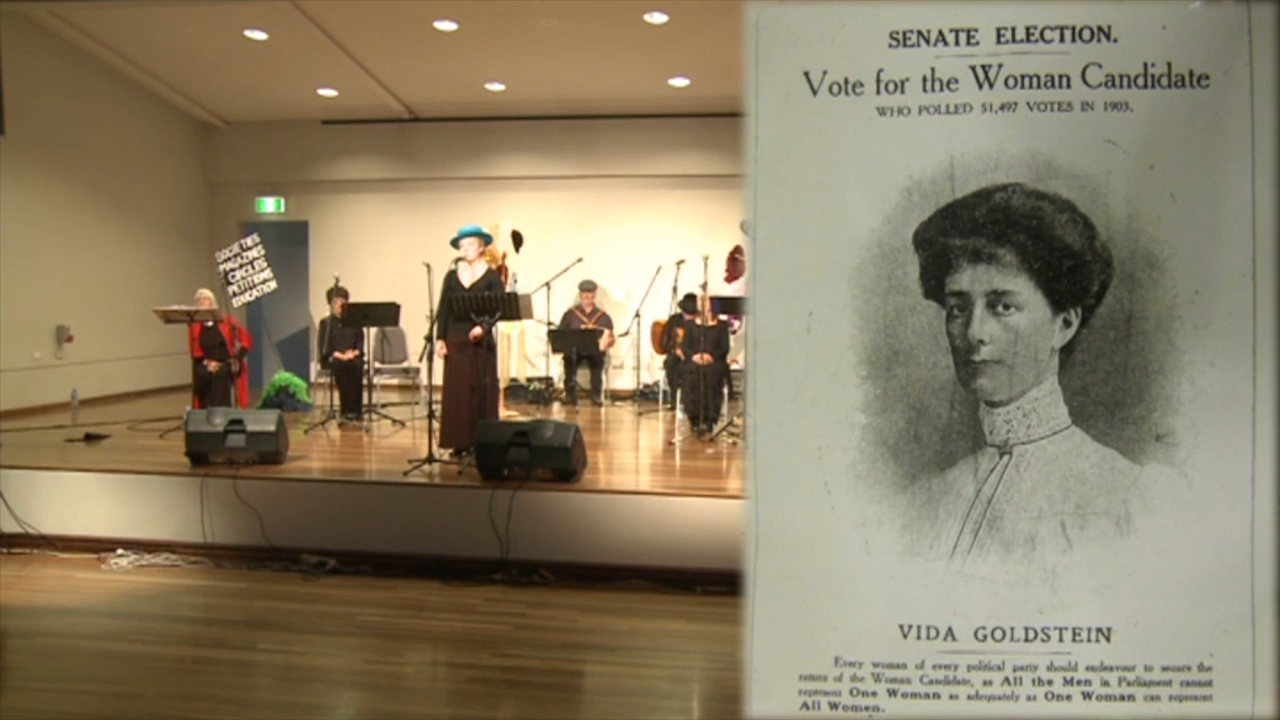 SOCIETIES
MAGAZINES
CIRCLES
PETITIONS
EDUCATION
SENATE ELECTION.
Vote for the Woman Candidate
WHO POLLED 51,497 VOTES IN 1903.
VIDA GOLDSTEIN
Every woman of every political party should endeavour to secure the
return of the Woman Candidate, as All the Men in Parliament cannot
represent One Woman as adequately as One Woman can represent
All Women.